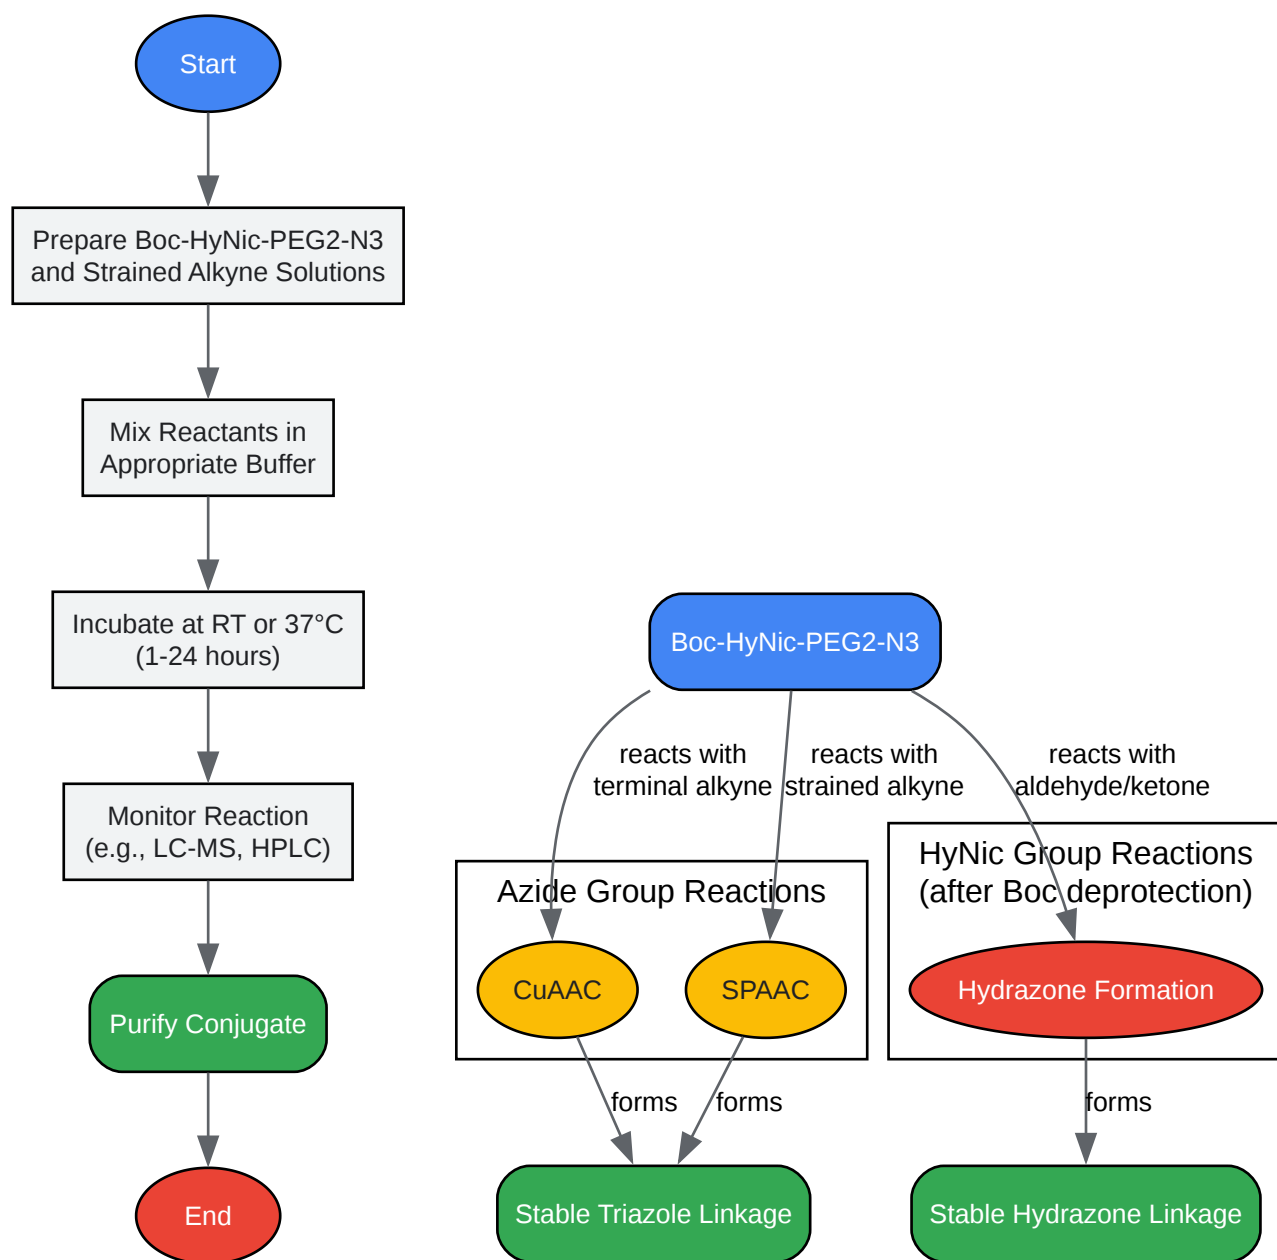 Start
Prepare Boc-HyNic-PEG2-N3
and Strained Alkyne Solutions
Mix Reactants in
Appropriate Buffer
Incubate at RT or 37°C
(1-24 hours)
Monitor Reaction
(e.g., LC-MS, HPLC)
Purify Conjugate
End
Boc-HyNic-PEG2-N3
reacts with
terminal alkyne
reacts with
strained alkyne
reacts with
aldehyde/ketone
Azide Group Reactions
HyNic Group Reactions
(after Boc deprotection)
CuAAC
SPAAC
Hydrazone Formation
forms
forms
forms
Stable Triazole Linkage
Stable Hydrazone Linkage